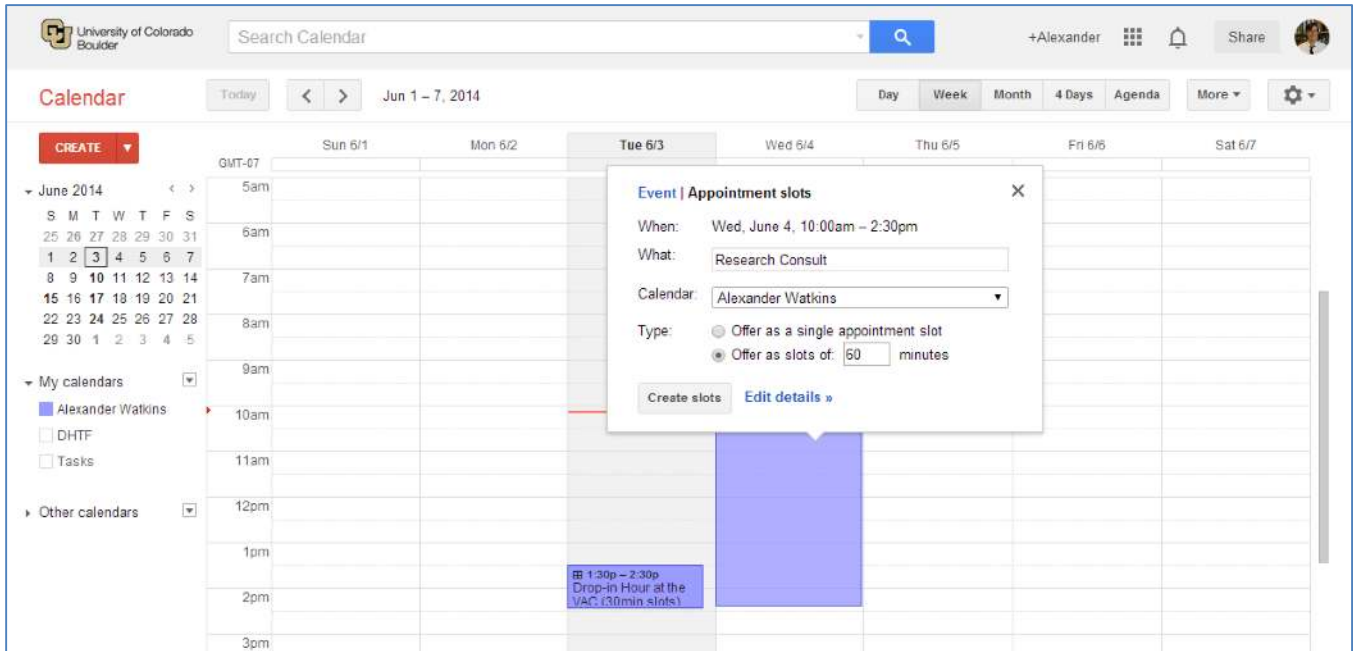 University of Colorado
Boulder
Search Calendar
+Alexander
Share
Calendar
Today
Jun 1 – 7, 2014
Day Week Month 4 Days Agenda
More
CREATE
Sun 6/1 Mon 6/2 Tue 6/3 Wed 6/4 Thu 6/5 Fri 6/6 Sat 6/7
GMT-07
June 2014
S M T W T F S
25 26 27 28 29 30 31
1 2 3 4 5 6 7
8 9 10 11 12 13 14
15 16 17 18 19 20 21
22 23 24 25 26 27 28
29 30 1 2 3 4 5
My calendars
Alexander Watkins
DHTF
Tasks
Other calendars
5am
6am
7am
8am
9am
10am
11am
12pm
1pm
2pm
3pm
Event | Appointment slots
When: Wed, June 4, 10:00am – 2:30pm
What: Research Consult
Calendar: Alexander Watkins
Type: Offer as a single appointment slot
Offer as slots of: 60 minutes
Create slots Edit details »
1:30p – 2:30p
Drop-in Hour at the
VAC (30min slots)